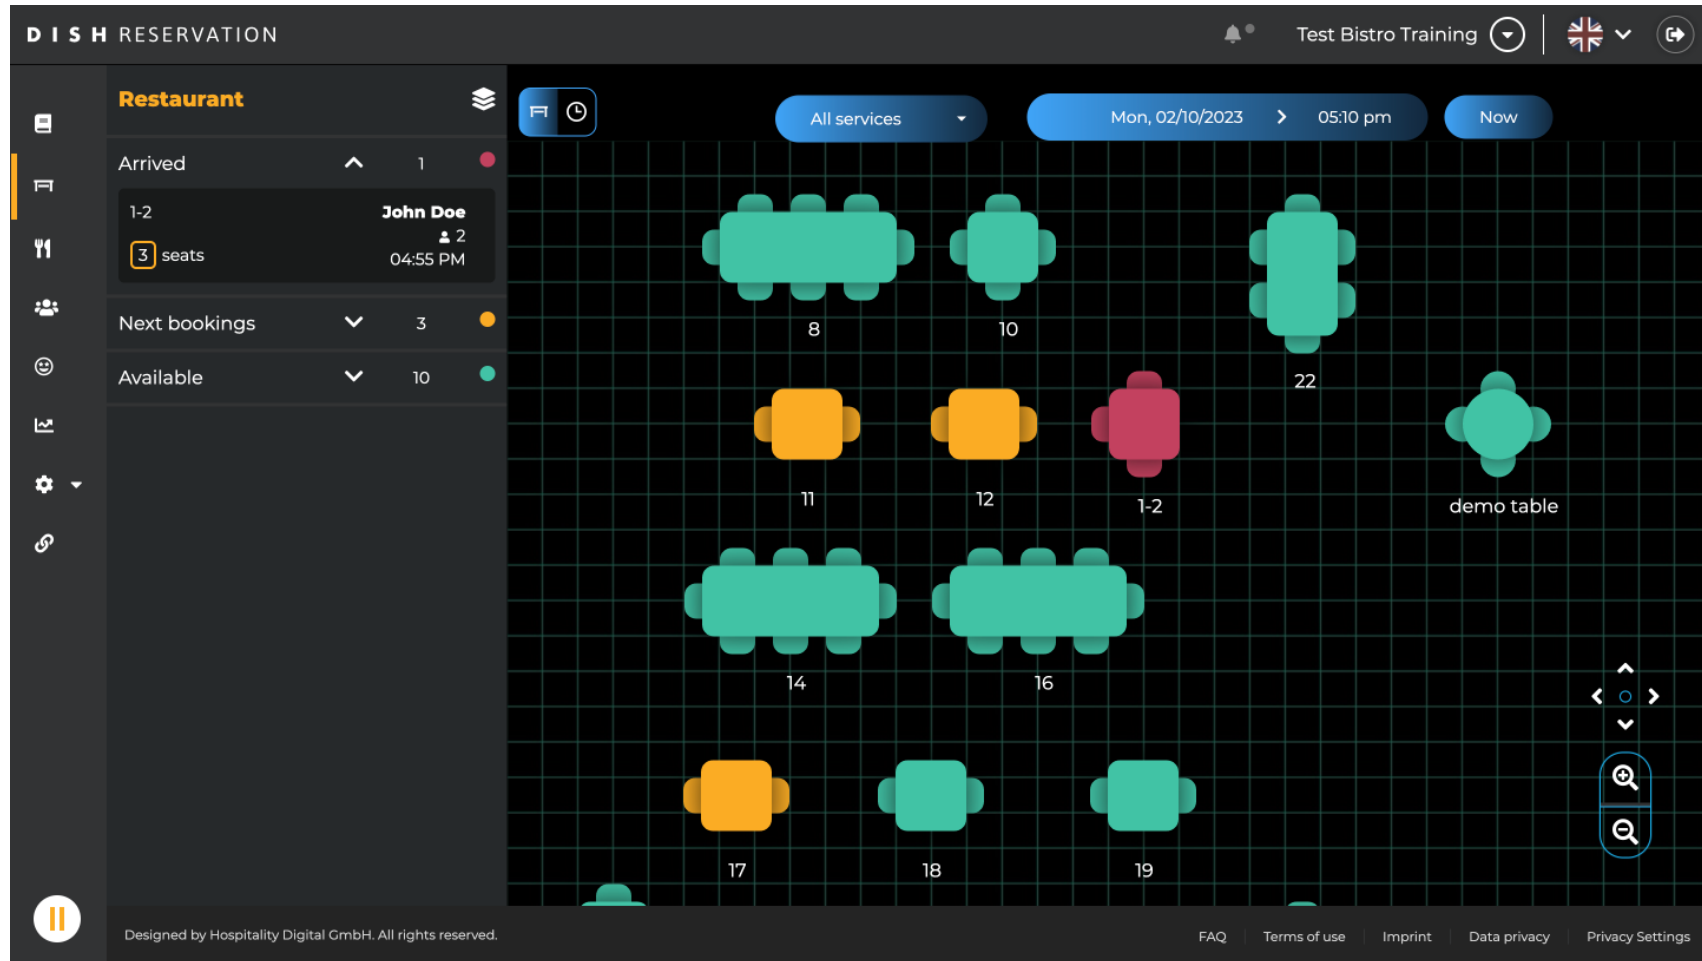 DISH RESERVATION
Test Bistro Training
Restaurant
Arrived 1
1-2 John Doe
2
3 seats 04:55 PM
Next bookings 3
Available 10
All services
Mon, 02/10/2023 05:10 pm
Now
8
10
22
11
12
1-2
demo table
14
16
17
18
19
Designed by Hospitality Digital GmbH. All rights reserved.
FAQ Terms of use Imprint Data privacy Privacy Settings